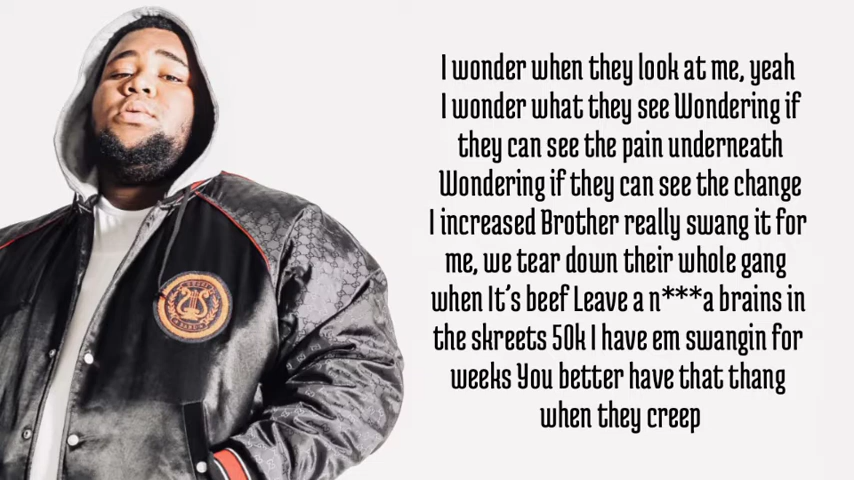 I wonder when they look at me, yeah
I wonder what they see Wondering if
they can see the pain underneath
Wondering if they can see the change
I increased Brother really swang it for
me, we tear down their whole gang
when It's beef Leave a n***a brains in
the skreets 50k I have em swangin for
weeks You better have that thang
when they creep